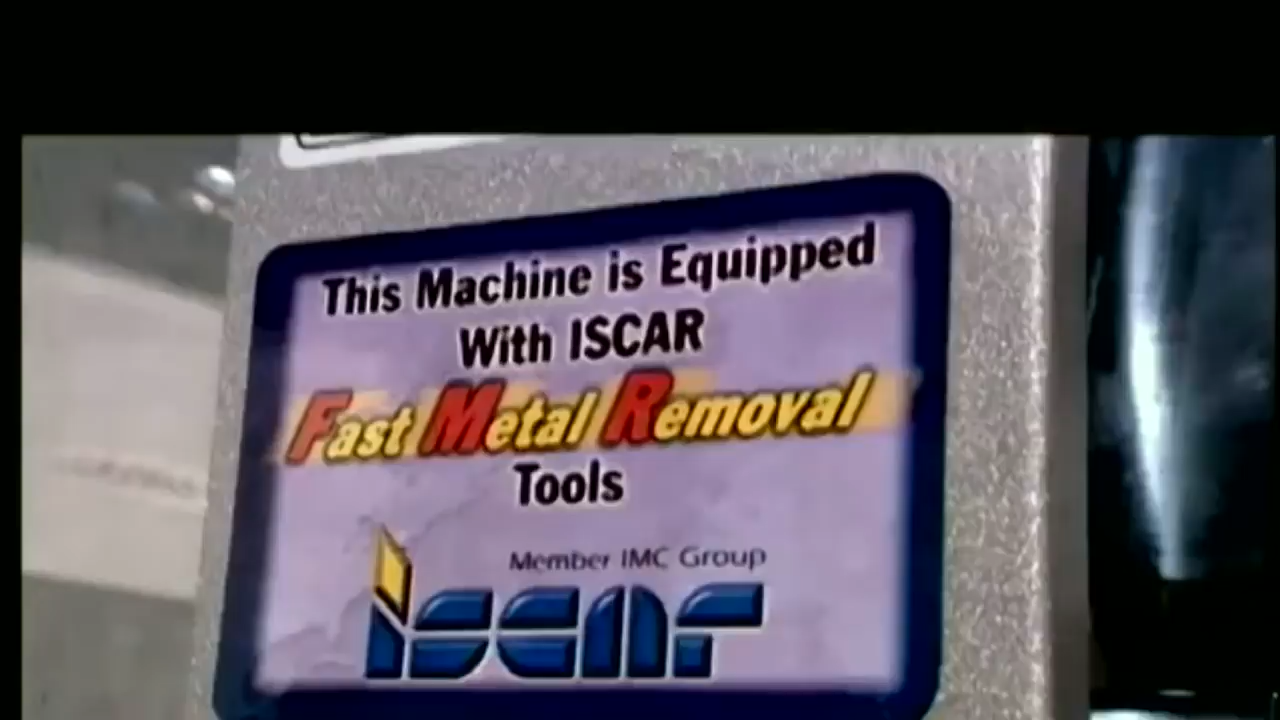 This Machine is Equipped
With ISCAR
Fast Metal Removal
Tools
Member IMC Group
iscar